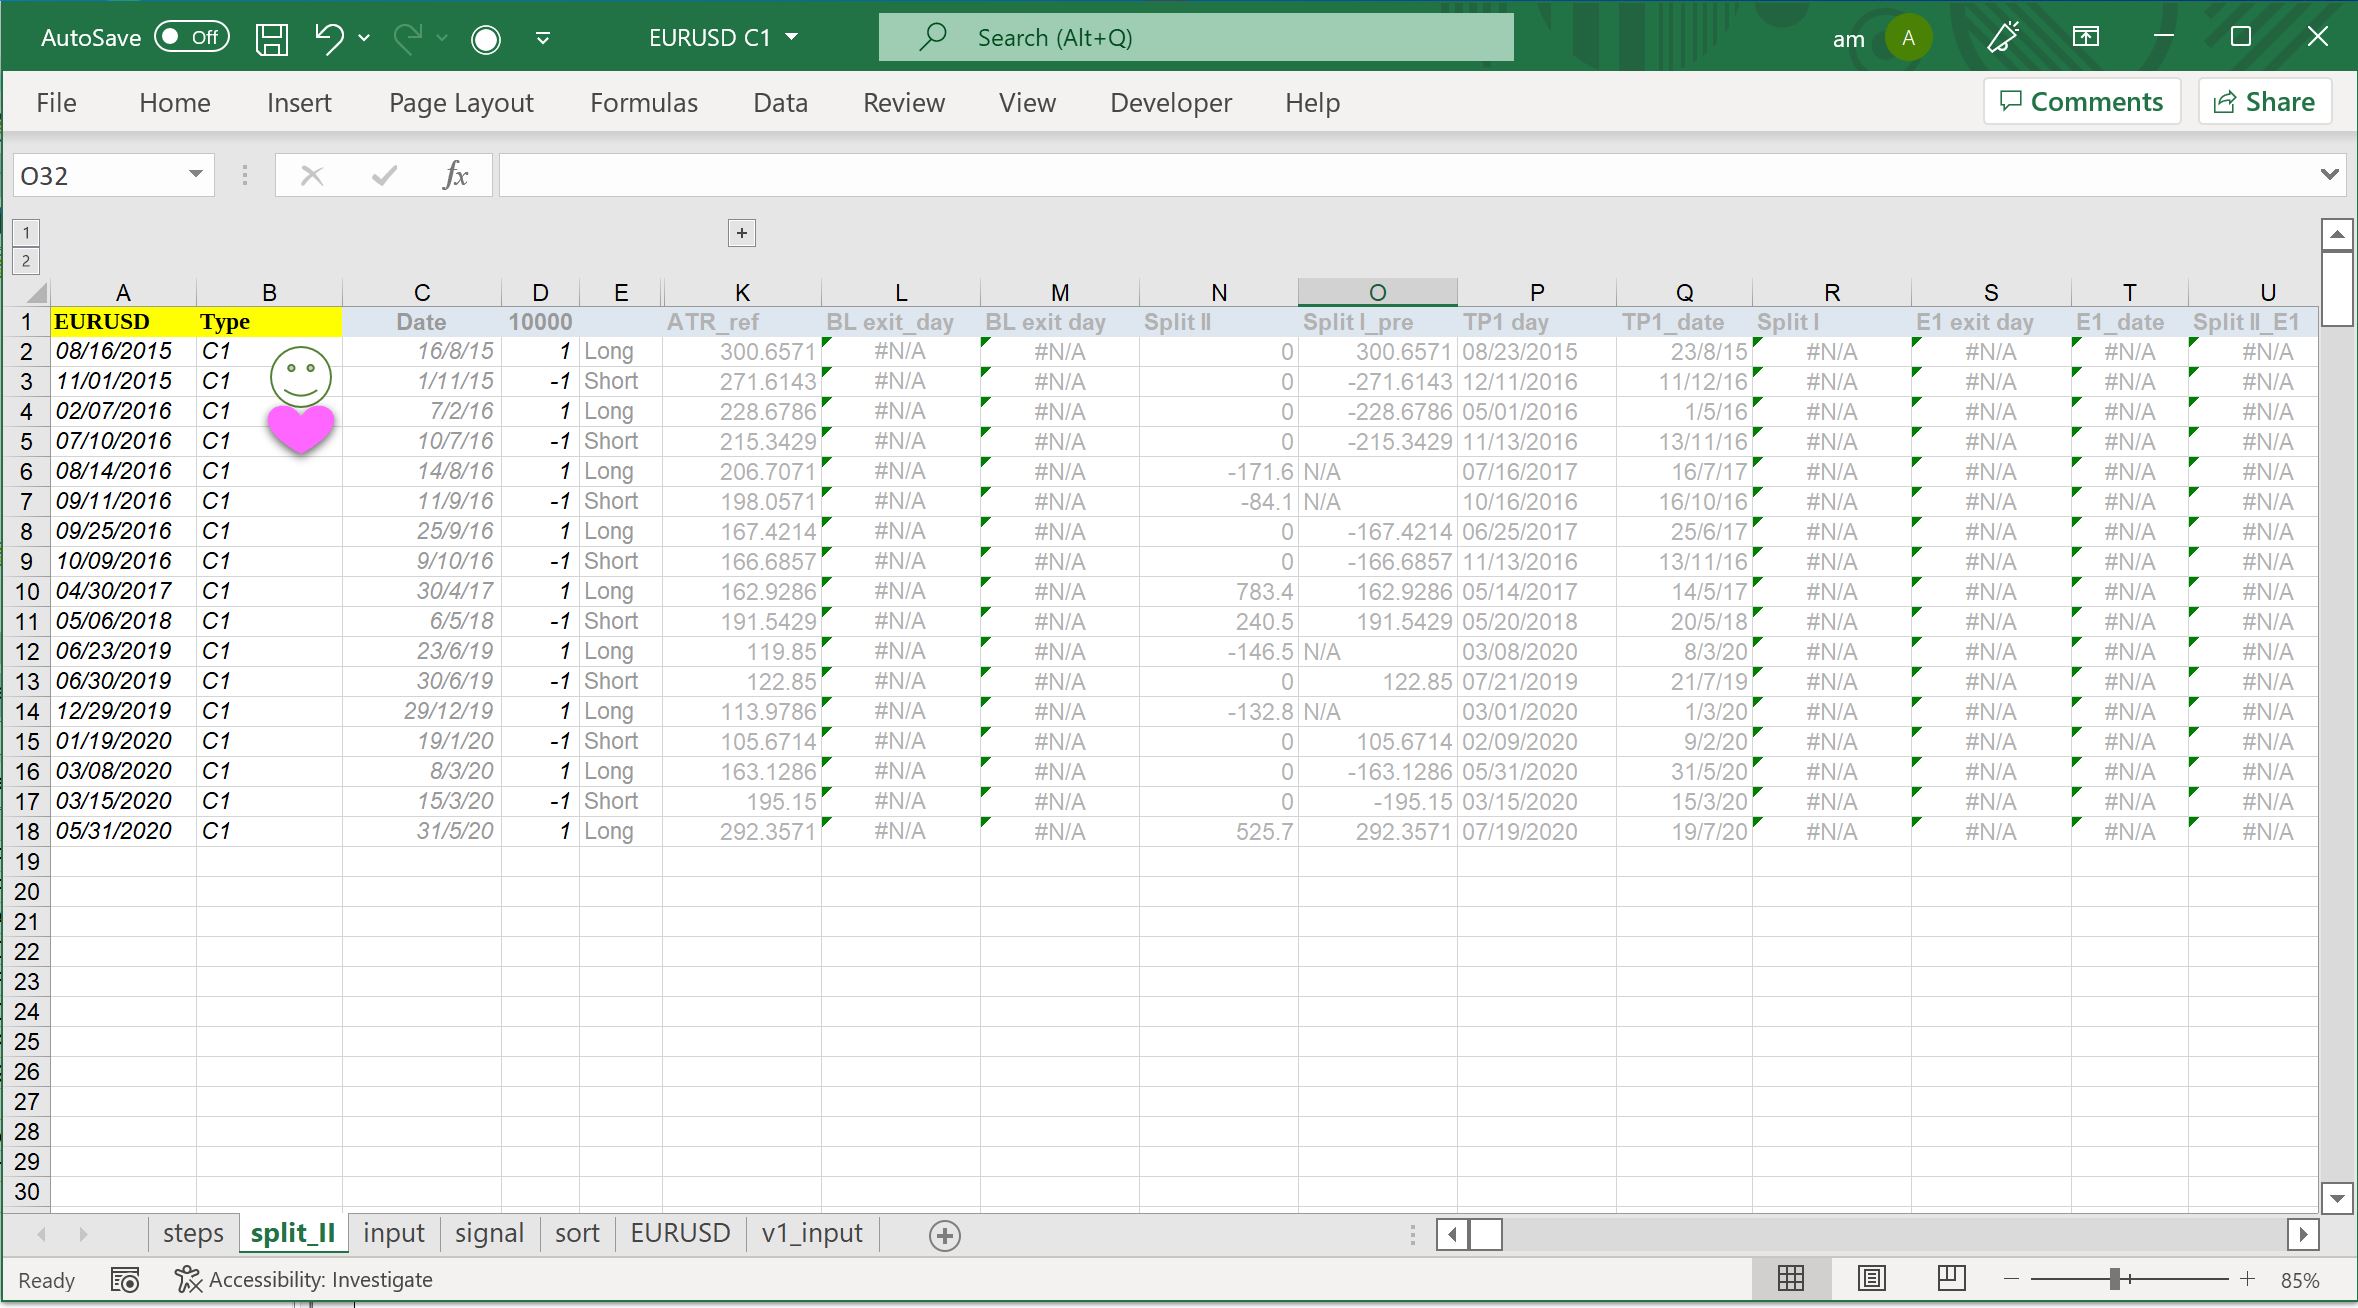 AutoSave Off EURUSD C1 Search (Alt+Q) am A
File Home Insert Page Layout Formulas Data Review View Developer Help Comments Share
O32 fx
1 +
2
A B C D E K L M N O P Q R S T U
1 EURUSD Type Date 10000 ATR_ref BL exit_day BL exit day Split II Split I_pre TP1 day TP1_date Split I E1 exit day E1_date Split II_E1
2 08/16/2015 C1 16/8/15 1 Long 300.6571 #N/A #N/A 0 300.6571 08/23/2015 23/8/15 #N/A #N/A #N/A #N/A
3 11/01/2015 C1 1/11/15 -1 Short 271.6143 #N/A #N/A 0 -271.6143 12/11/2016 11/12/16 #N/A #N/A #N/A #N/A
4 02/07/2016 C1 7/2/16 1 Long 228.6786 #N/A #N/A 0 -228.6786 05/01/2016 1/5/16 #N/A #N/A #N/A #N/A
5 07/10/2016 C1 10/7/16 -1 Short 215.3429 #N/A #N/A 0 -215.3429 11/13/2016 13/11/16 #N/A #N/A #N/A #N/A
6 08/14/2016 C1 14/8/16 1 Long 206.7071 #N/A #N/A -171.6 N/A 07/16/2017 16/7/17 #N/A #N/A #N/A #N/A
7 09/11/2016 C1 11/9/16 -1 Short 198.0571 #N/A #N/A -84.1 N/A 10/16/2016 16/10/16 #N/A #N/A #N/A #N/A
8 09/25/2016 C1 25/9/16 1 Long 167.4214 #N/A #N/A 0 -167.4214 06/25/2017 25/6/17 #N/A #N/A #N/A #N/A
9 10/09/2016 C1 9/10/16 -1 Short 166.6857 #N/A #N/A 0 -166.6857 11/13/2016 13/11/16 #N/A #N/A #N/A #N/A
10 04/30/2017 C1 30/4/17 1 Long 162.9286 #N/A #N/A 783.4 162.9286 05/14/2017 14/5/17 #N/A #N/A #N/A #N/A
11 05/06/2018 C1 6/5/18 -1 Short 191.5429 #N/A #N/A 240.5 191.5429 05/20/2018 20/5/18 #N/A #N/A #N/A #N/A
12 06/23/2019 C1 23/6/19 1 Long 119.85 #N/A #N/A -146.5 N/A 03/08/2020 8/3/20 #N/A #N/A #N/A #N/A
13 06/30/2019 C1 30/6/19 -1 Short 122.85 #N/A #N/A 0 122.85 07/21/2019 21/7/19 #N/A #N/A #N/A #N/A
14 12/29/2019 C1 29/12/19 1 Long 113.9786 #N/A #N/A -132.8 N/A 03/01/2020 1/3/20 #N/A #N/A #N/A #N/A
15 01/19/2020 C1 19/1/20 -1 Short 105.6714 #N/A #N/A 0 105.6714 02/09/2020 9/2/20 #N/A #N/A #N/A #N/A
16 03/08/2020 C1 8/3/20 1 Long 163.1286 #N/A #N/A 0 -163.1286 05/31/2020 31/5/20 #N/A #N/A #N/A #N/A
17 03/15/2020 C1 15/3/20 -1 Short 195.15 #N/A #N/A 0 -195.15 03/15/2020 15/3/20 #N/A #N/A #N/A #N/A
18 05/31/2020 C1 31/5/20 1 Long 292.3571 #N/A #N/A 525.7 292.3571 07/19/2020 19/7/20 #N/A #N/A #N/A #N/A
19
20
21
22
23
24
25
26
27
28
29
30
steps split_II input signal sort EURUSD v1_input
Ready Accessibility: Investigate 85%